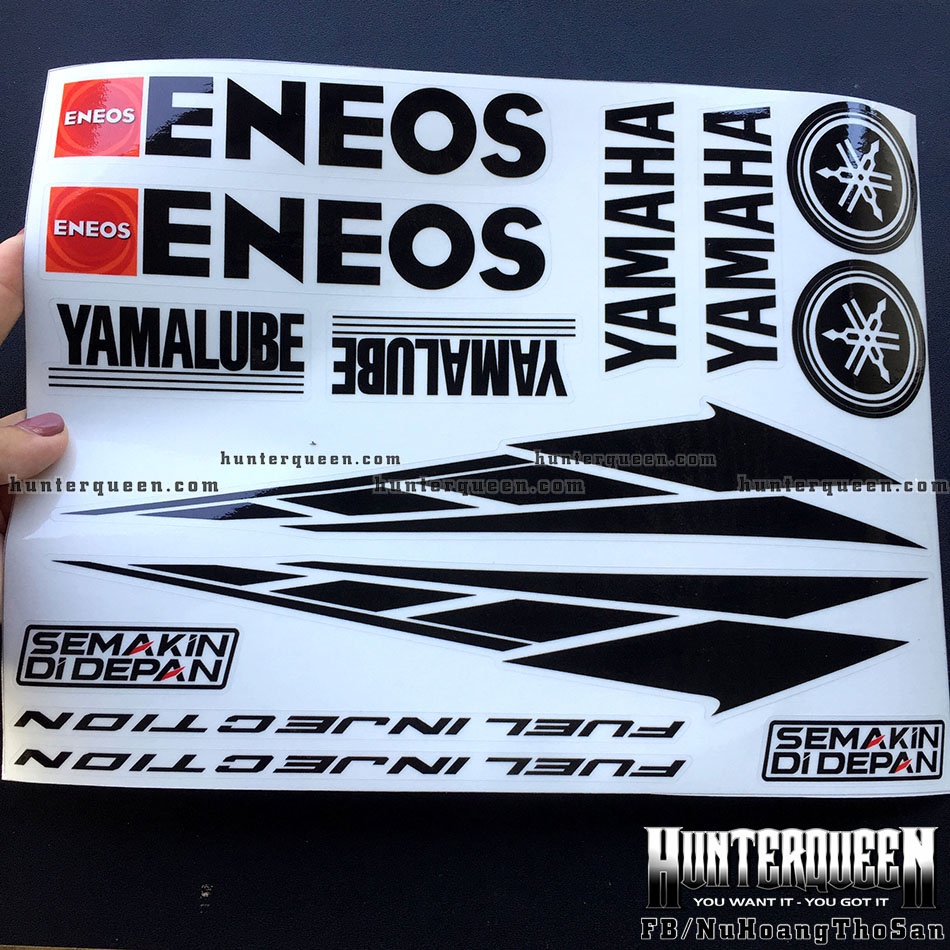 ENEOS ENEOS
ENEOS ENEOS
YAMAHA
YAMAHA
YAMALUBE
YAMALUBE
hunterqueen.com
hunterqueen.com
hunterqueen.com
hunterqueen.com
hunterqueen.com
SEMAKIN
DI DEPAN
FUEL INJECTION
FUEL INJECTION
SEMAKIN
DI DEPAN
HUNTERQUEEN
YOU WANT IT - YOU GOT IT
FB/NuHoangThoSan